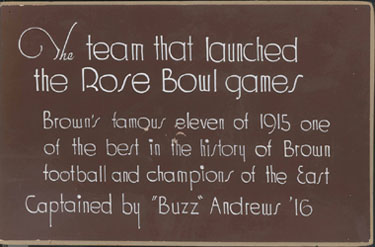 The team that launched
the Rose Bowl games
Brown's famous eleven of 1915 one
of the best in the history of Brown
football and champions of the East
Captained by "Buzz" Andrews '16